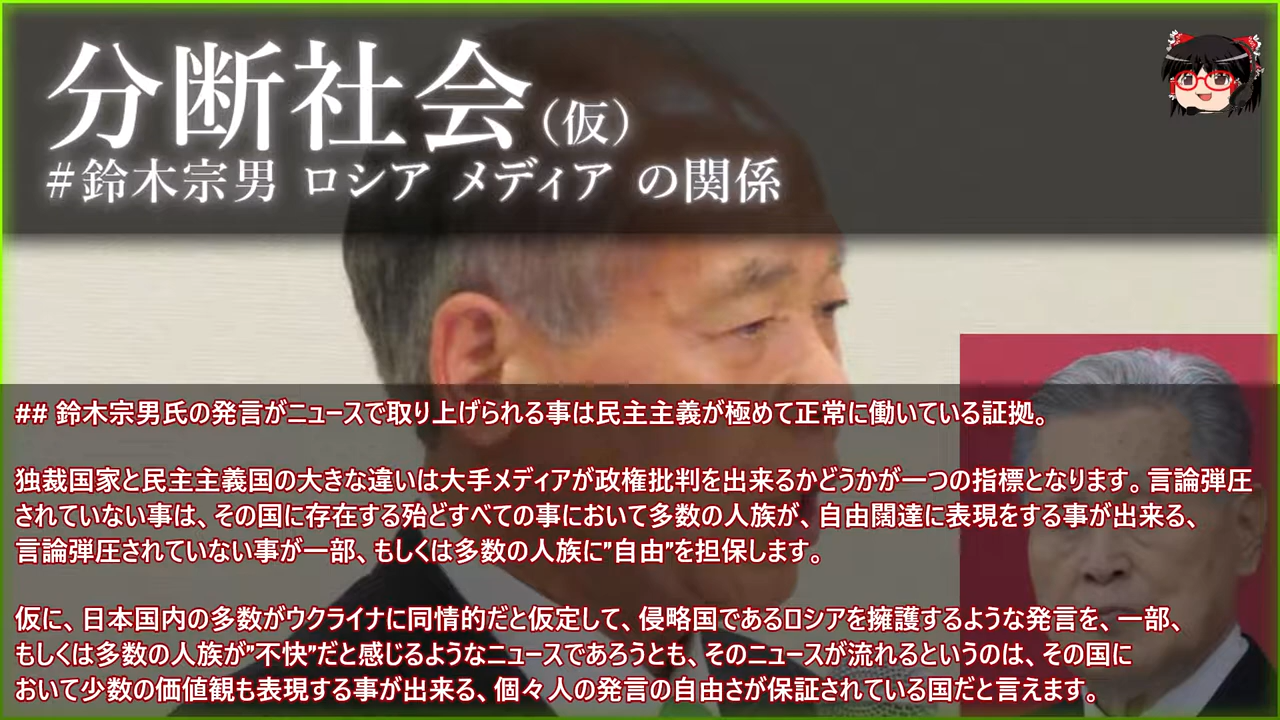 分断社会（仮）
#鈴木宗男 ロシア メディア の関係
## 鈴木宗男氏の発言がニュースで取り上げられる事は民主主義が極めて正常に働いている証拠。
独裁国家と民主主義国の大きな違いは大手メディアが政権批判を出来るかどうかが一つの指標となります。言論弾圧
されていない事は、その国に存在する殆どすべての事において多数の人族が、自由闊達に表現をする事が出来る、
言論弾圧されていない事が一部、もしくは多数の人族に"自由"を担保します。
仮に、日本国内の多数がウクライナに同情的だと仮定して、侵略国であるロシアを擁護するような発言を、一部、
もしくは多数の人族が"不快"だと感じるようなニュースであろうとも、そのニュースが流れるというのは、その国に
おいて少数の価値観も表現する事が出来る、個々人の発言の自由さが保証されている国だと言えます。